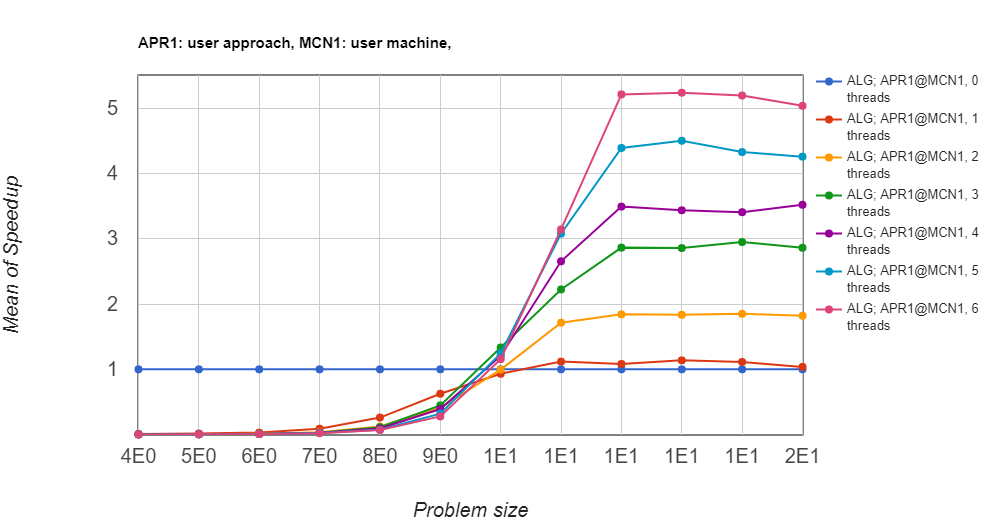 APR1: user approach, MCN1: user machine,
5
4
3
2
1
Mean of Speedup
4E0 5E0 6E0 7E0 8E0 9E0 1E1 1E1 1E1 1E1 1E1 2E1
Problem size
ALG; APR1@MCN1, 0
threads
ALG; APR1@MCN1, 1
threads
ALG; APR1@MCN1, 2
threads
ALG; APR1@MCN1, 3
threads
ALG; APR1@MCN1, 4
threads
ALG; APR1@MCN1, 5
threads
ALG; APR1@MCN1, 6
threads